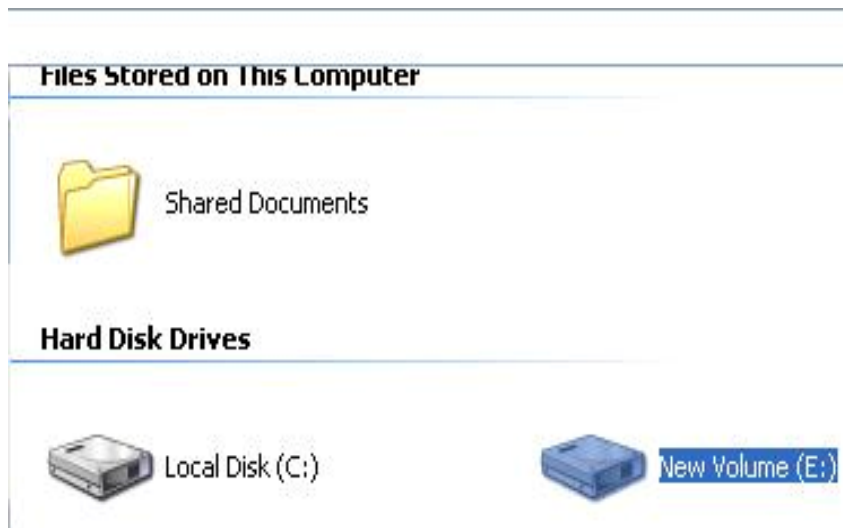 Files Stored on This Computer
Shared Documents
Hard Disk Drives
Local Disk (C:)
New Volume (E:)